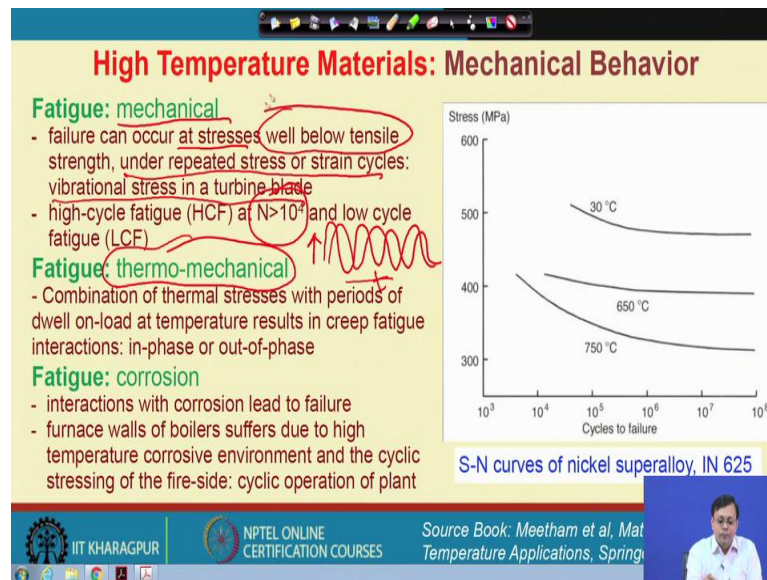 High Temperature Materials: Mechanical Behavior
Fatigue: mechanical
- failure can occur at stresses well below tensile
strength, under repeated stress or strain cycles:
vibrational stress in a turbine blade
- high-cycle fatigue (HCF) at N>10⁴ and low cycle
fatigue (LCF)
Fatigue: thermo-mechanical
- Combination of thermal stresses with periods of
dwell on-load at temperature results in creep fatigue
interactions: in-phase or out-of-phase
Fatigue: corrosion
- interactions with corrosion lead to failure
- furnace walls of boilers suffers due to high
temperature corrosive environment and the cyclic
stressing of the fire-side: cyclic operation of plant
Stress (MPa)
600
500
400
300
30 °C
650 °C
750 °C
10³ 10⁴ 10⁵ 10⁶ 10⁷ 10⁸
Cycles to failure
S-N curves of nickel superalloy, IN 625
IIT KHARAGPUR
NPTEL ONLINE
CERTIFICATION COURSES
Source Book: Meetham et al, Mat
Temperature Applications, Spring